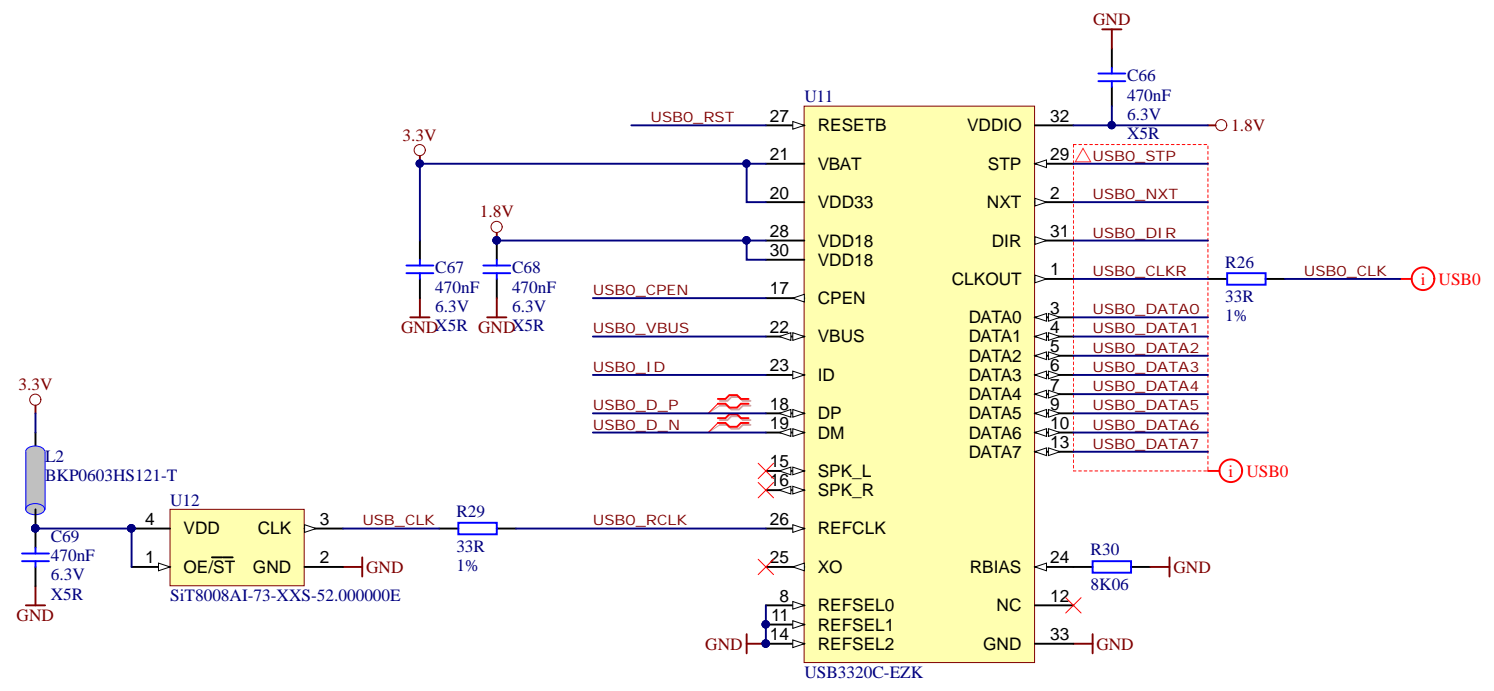 GND
C66
470nF
6.3V
X5R
1.8V
U11
USB0_RST 27 RESETB
VDDIO 32
3.3V
21 VBAT
20 VDD33
1.8V
28 VDD18
30 VDD18
C67
470nF
6.3V
X5R
GND
C68
470nF
6.3V
X5R
GND
USB0_CPEN 17 CPEN
USB0_VBUS 22 VBUS
USB0_ID 23 ID
USB0_D_P 18 DP
USB0_D_N 19 DM
15 SPK_L
16 SPK_R
USB0_RCLK 26 REFCLK
25 XO
8 REFSEL0
11 REFSEL1
14 REFSEL2
GND
STP 29 USB0_STP
NXT 2 USB0_NXT
DIR 31 USB0_DIR
CLKOUT 1 USB0_CLKR
R26
33R
1%
USB0_CLK
i USB0
DATA0 3 USB0_DATA0
DATA1 4 USB0_DATA1
DATA2 5 USB0_DATA2
DATA3 6 USB0_DATA3
DATA4 7 USB0_DATA4
DATA5 9 USB0_DATA5
DATA6 10 USB0_DATA6
DATA7 13 USB0_DATA7
i USB0
RBIAS 24
R30
8K06
GND
NC 12
GND 33
GND
USB3320C-EZK
3.3V
L2
BKP0603HS121-T
U12
4 VDD
CLK 3
1 OE/ST
GND 2
GND
SiT8008AI-73-XXS-52.000000E
C69
470nF
6.3V
X5R
GND
USB_CLK
R29
33R
1%